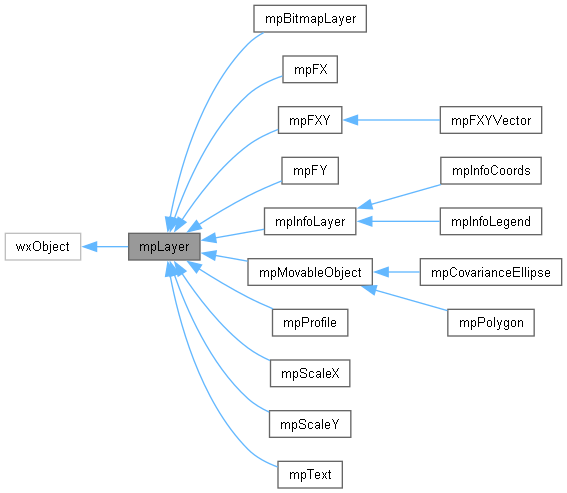 mpBitmapLayer
mpFX
mpFXY
mpFXYVector
mpFY
mpInfoCoords
mpInfoLayer
mpInfoLegend
wxObject
mpLayer
mpMovableObject
mpCovarianceEllipse
mpProfile
mpPolygon
mpScaleX
mpScaleY
mpText